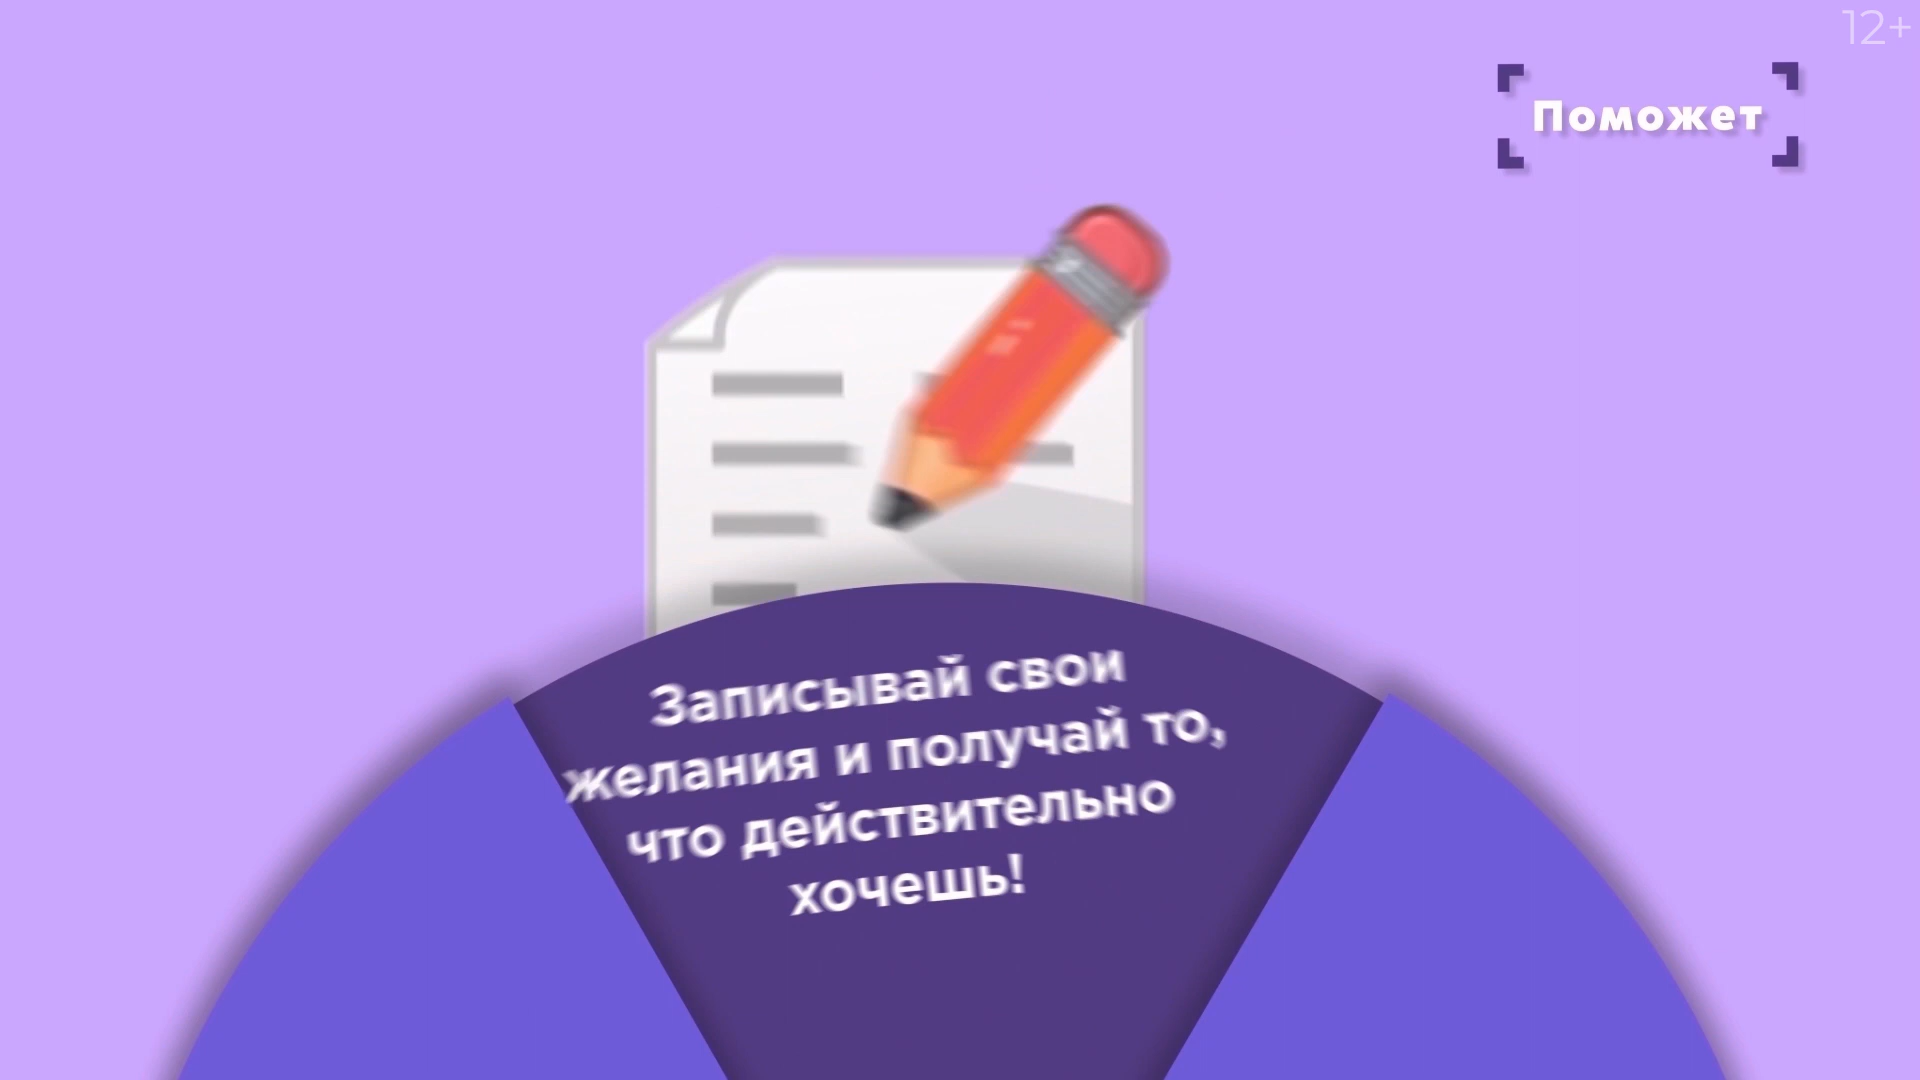 12+
Поможет
Записывай свои
желания и получай то,
что действительно
хочешь!